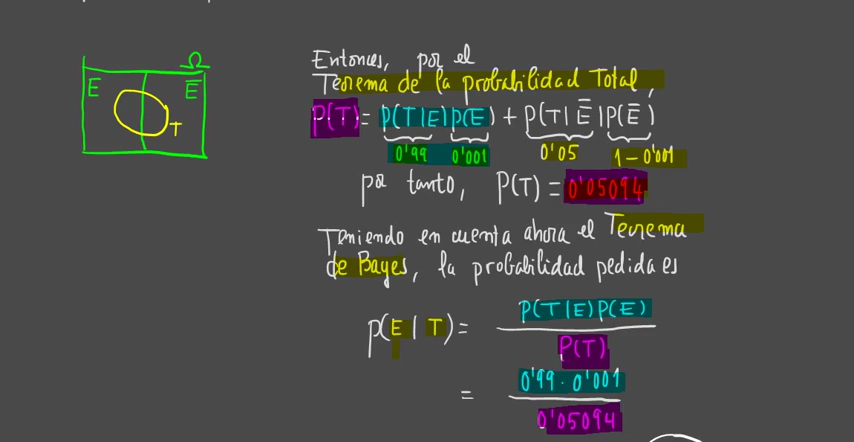 Ω
E
E̅
T
Entonces, por el
Teorema de la probabilidad Total,
P(T) = P(T|E)P(E) + P(T|E̅)P(E̅)
0'99 0'001 0'05 1-0'001
por tanto, P(T) = 0'05094
Teniendo en cuenta ahora el Teorema
de Bayes, la probabilidad pedida es
P(E|T) = P(T|E)P(E)
P(T)
= 0'99 · 0'001
0'05094